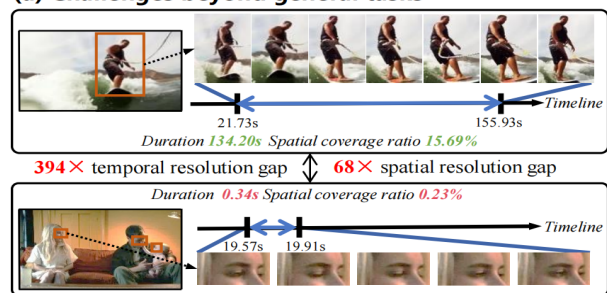 (a) Challenges beyond general tasks
Timeline
21.73s
155.93s
Duration 134.20s Spatial coverage ratio 15.69%
394× temporal resolution gap
68× spatial resolution gap
Duration 0.34s Spatial coverage ratio 0.23%
Timeline
19.57s
19.91s